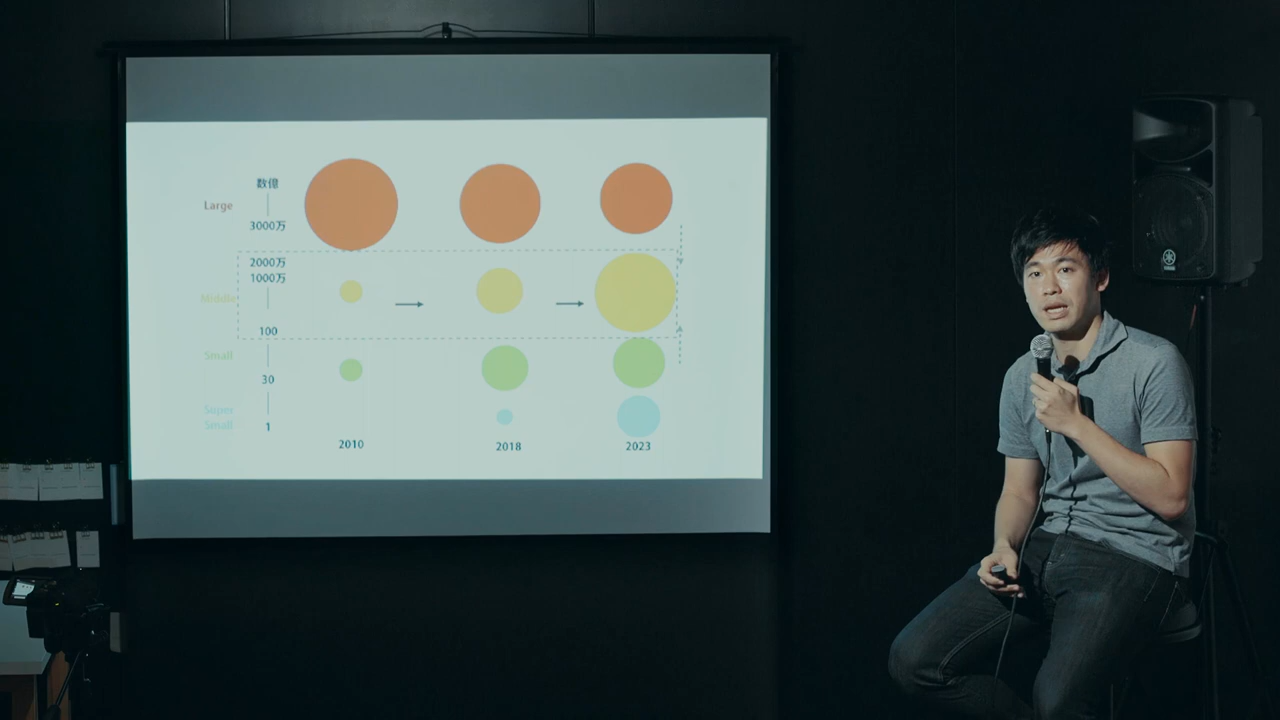 数億
Large
3000万
2000万
1000万
Middle
100
Small
30
Super
Small
1
2010
2018
2023
YAMAHA